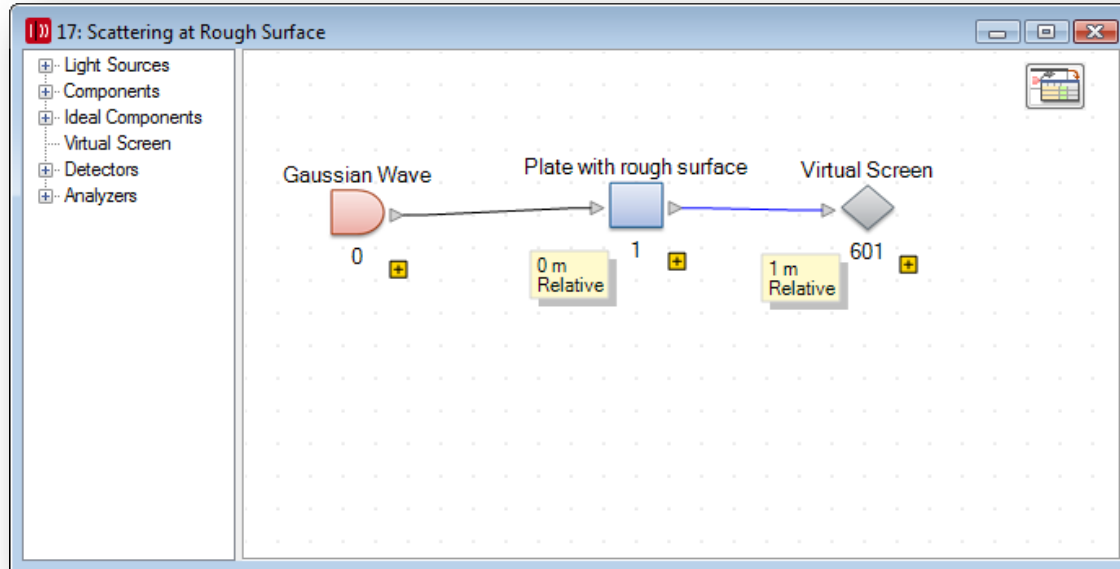 17: Scattering at Rough Surface
Light Sources
Components
Ideal Components
Virtual Screen
Detectors
Analyzers
Gaussian Wave
0
Plate with rough surface
1
0 m
Relative
Virtual Screen
601
1 m
Relative